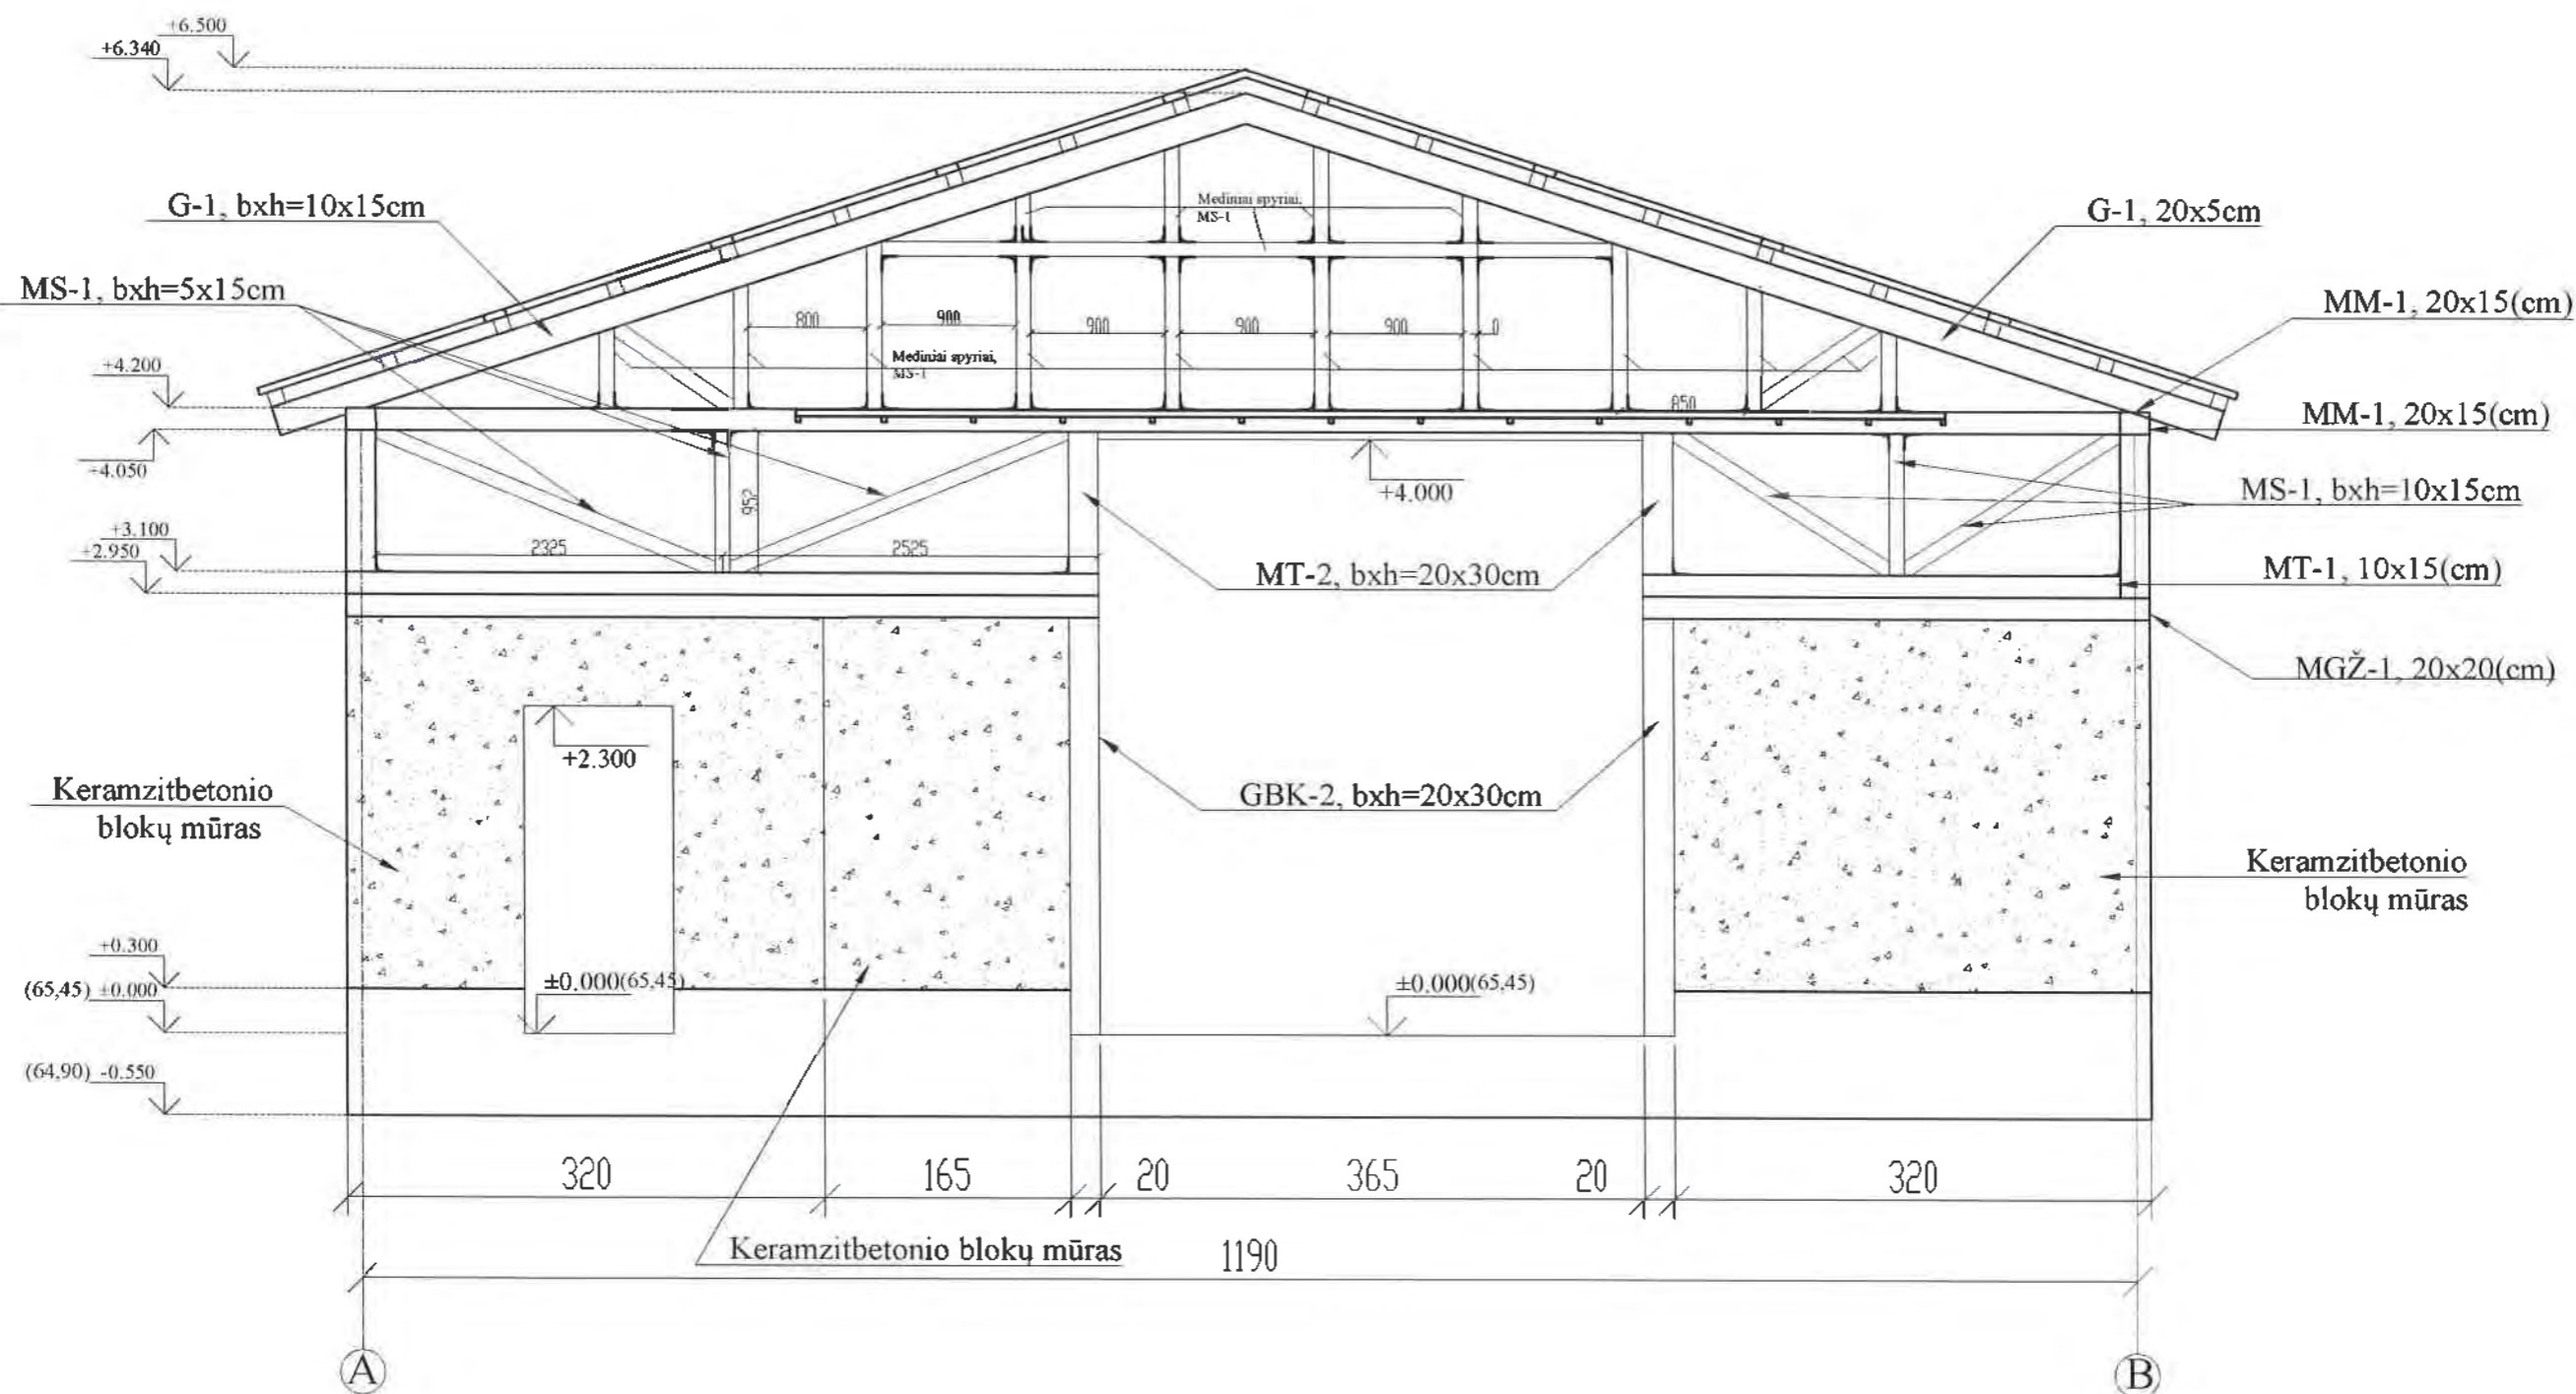 +6.500
+6.340
G-1, bxh=10x15cm
Mediniai spyriai,
MS-1
G-1, 20x5cm
MS-1, bxh=5x15cm
MM-1, 20x15(cm)
800
900
900
900
900
0
Mediniai spyriai,
MS-1
+4.200
850
MM-1, 20x15(cm)
+4.050
+4.000
MS-1, bxh=10x15cm
952
+3.100
+2.950
2325
2525
MT-2, bxh=20x30cm
MT-1, 10x15(cm)
MGŽ-1, 20x20(cm)
+2.300
Keramzitbetonio
blokų mūras
GBK-2, bxh=20x30cm
Keramzitbetonio
blokų mūras
+0.300
(65,45) ±0.000
±0.000(65,45)
±0.000(65,45)
(64,90) -0.550
320
165
20
365
20
320
Keramzitbetonio blokų mūras
1190
A
B